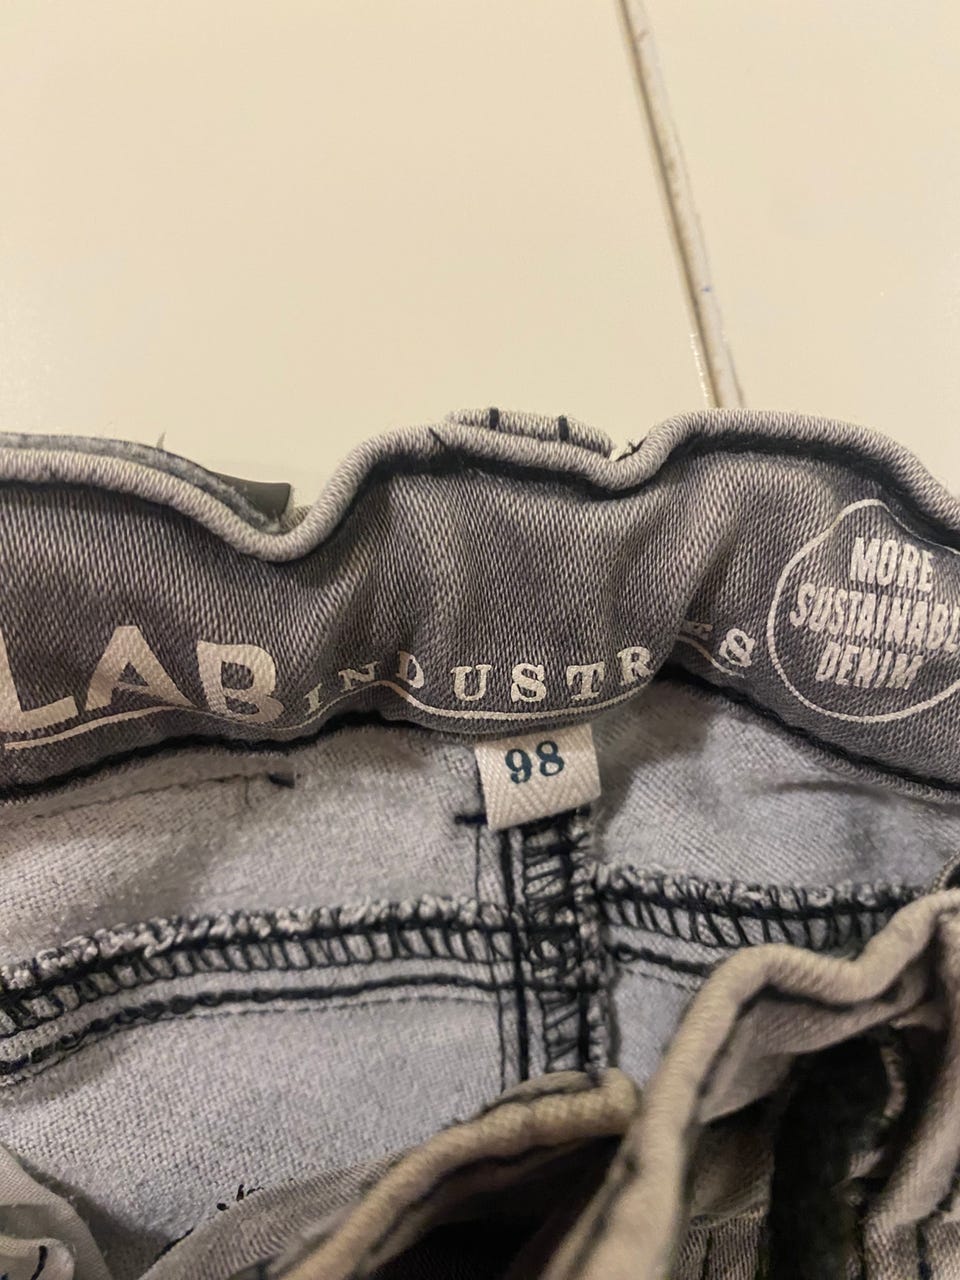 LAB INDUSTRIES
MORE
SUSTAINABLE
DENIM
98